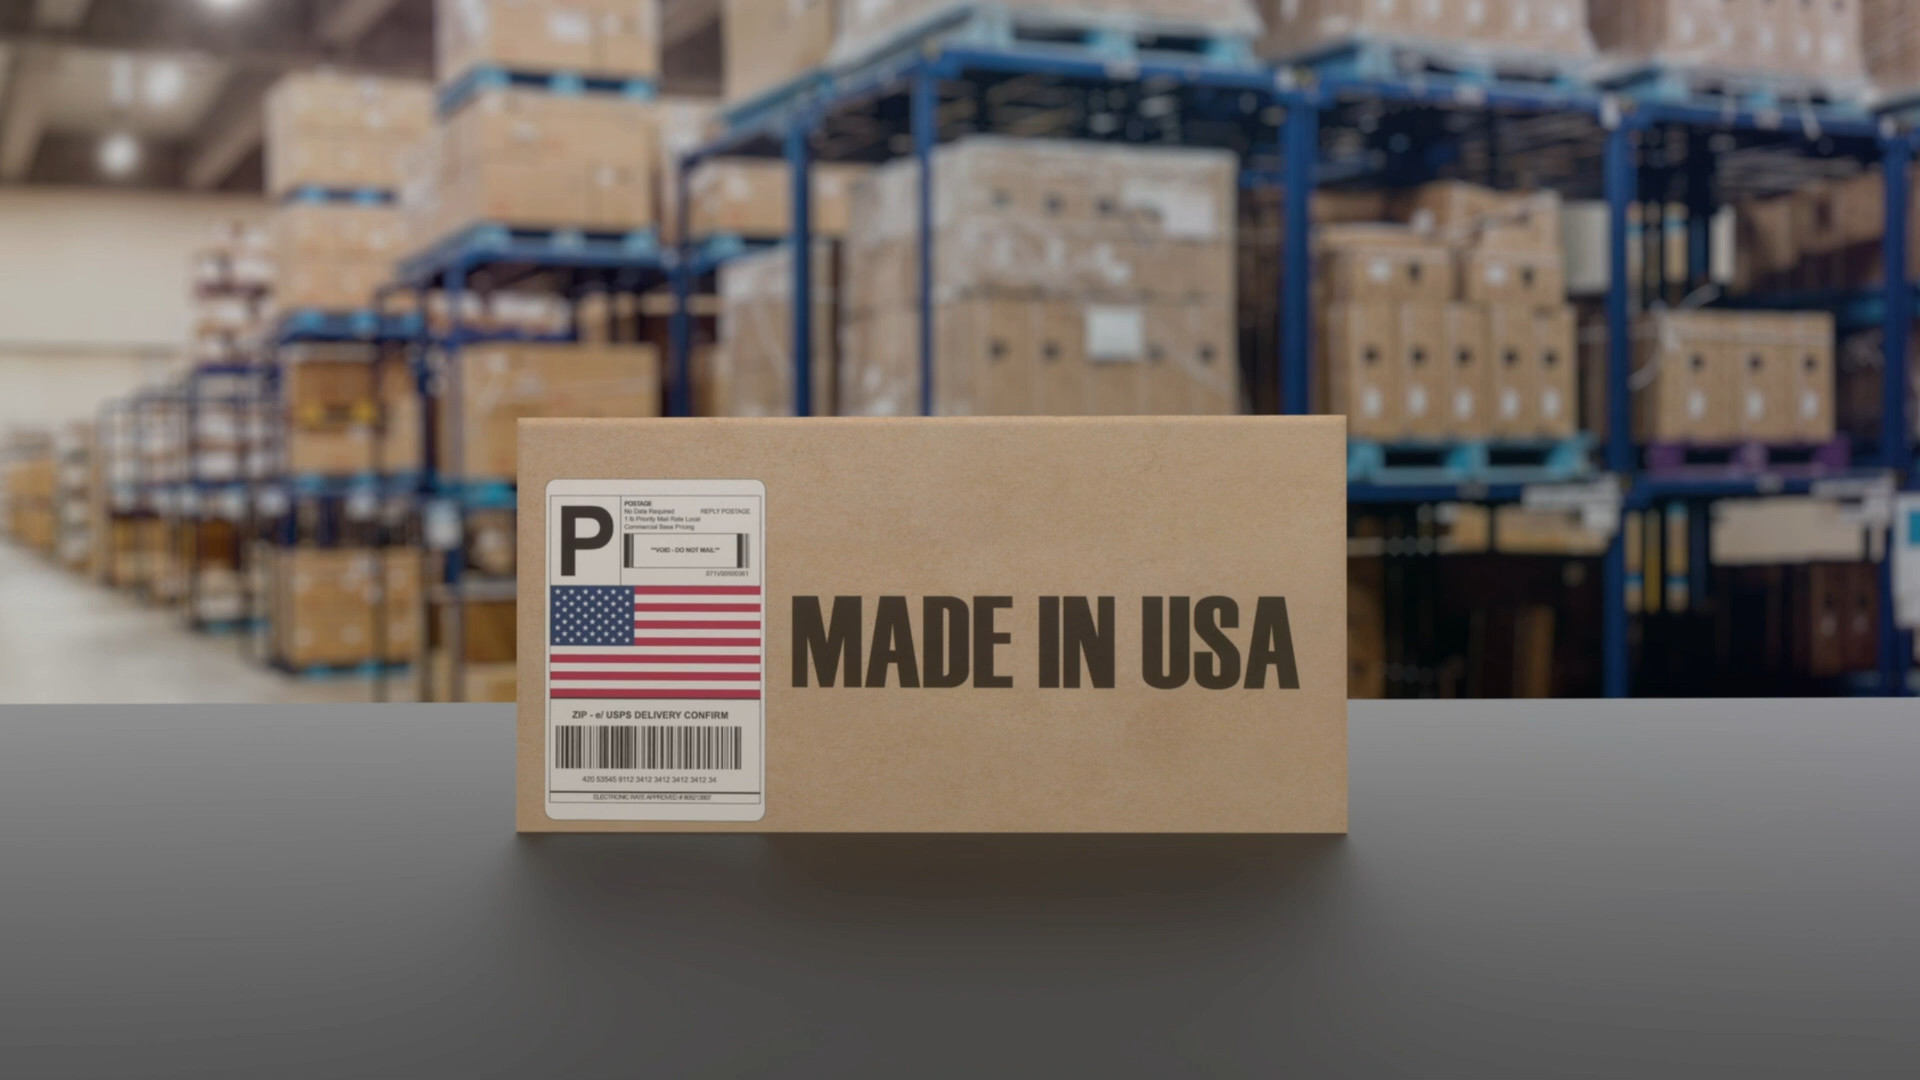 P
POSTAGE
No Date Required
REPLY POSTAGE
1 lb Priority Mail Rate Local
Commercial Base Pricing
**VOID - DO NOT MAIL**
071V00500361
ZIP - e/ USPS DELIVERY CONFIRM
420 53545 9112 3412 3412 3412 3412 34
ELECTRONIC RATE APPROVED #
MADE IN USA